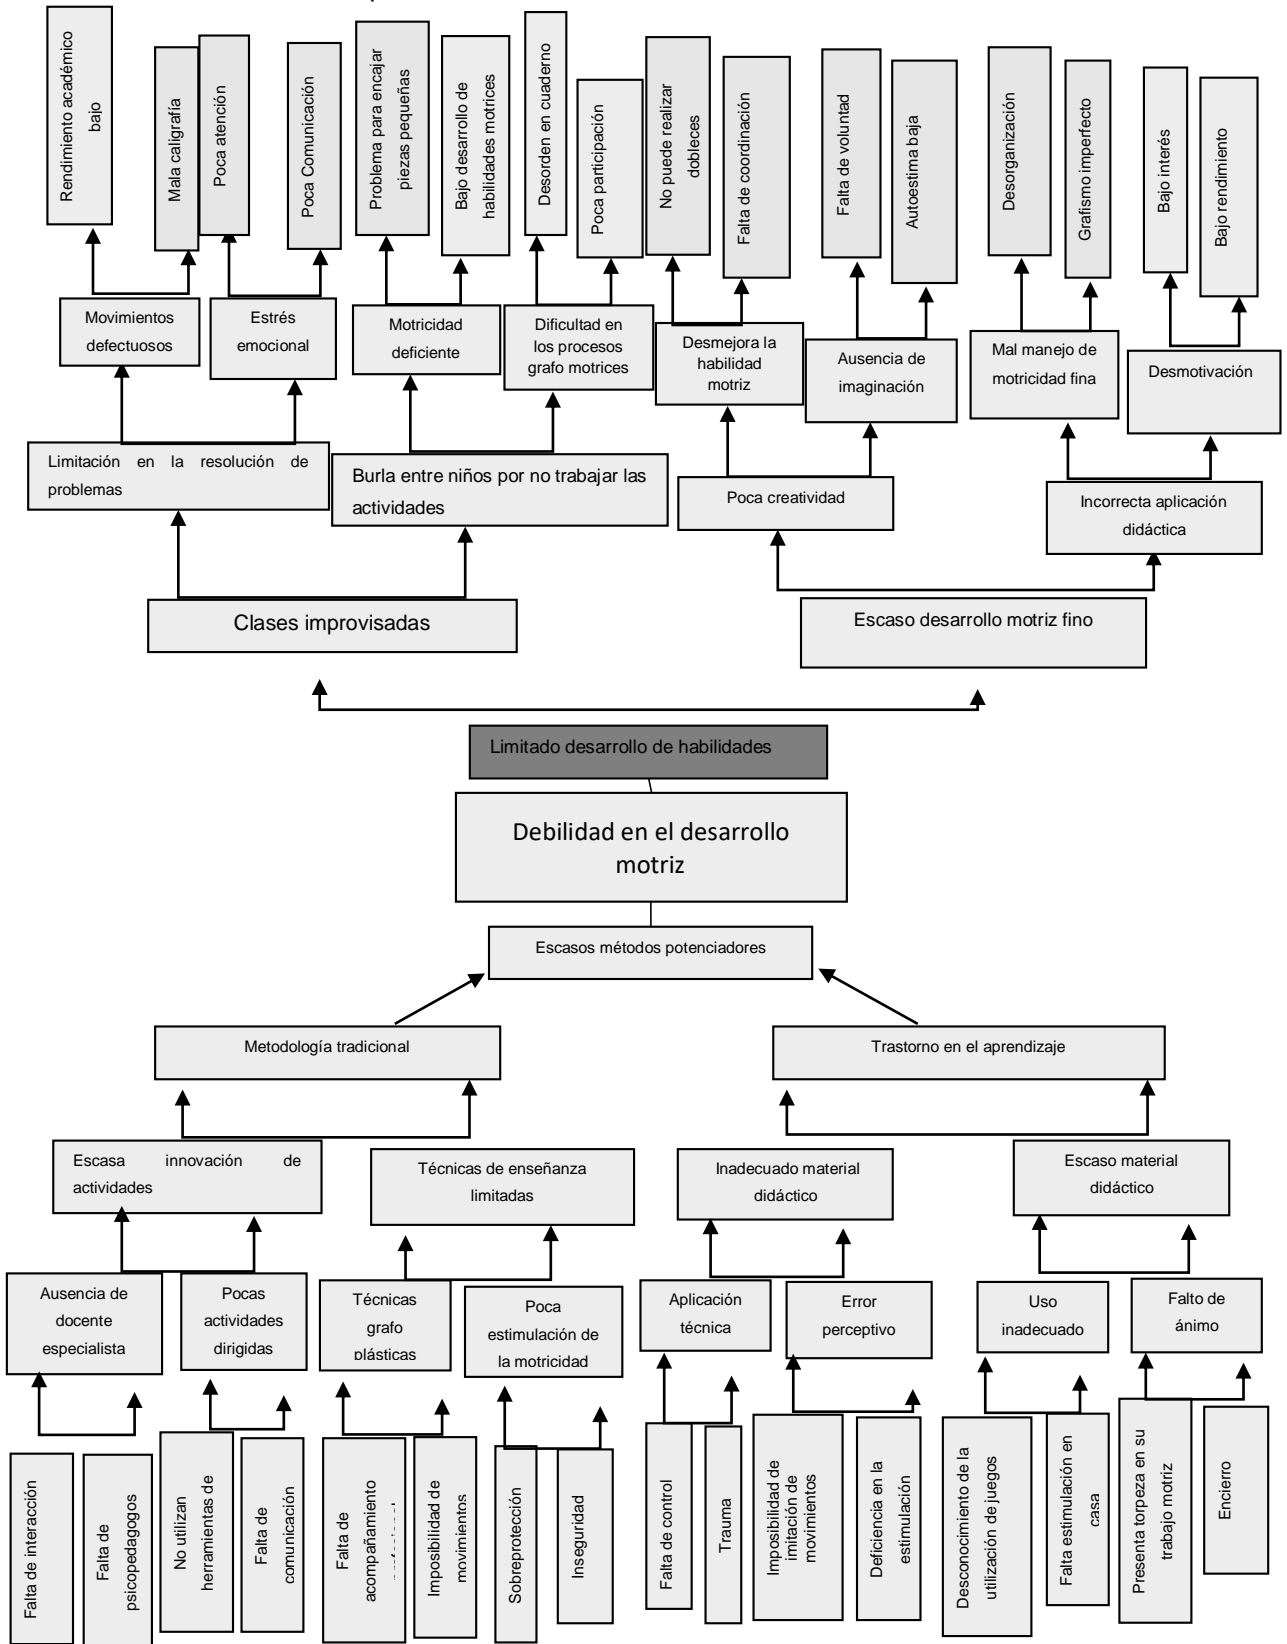 Rendimiento académico
bajo
Mala caligrafía
Poca atención
Poca Comunicación
Problema para encajar
piezas pequeñas
Bajo desarrollo de
habilidades motrices
Desorden en cuaderno
Poca participación
No puede realizar
dobleces
Falta de coordinación
Falta de voluntad
Autoestima baja
Desorganización
Grafismo imperfecto
Bajo interés
Bajo rendimiento
Movimientos
defectuosos
Estrés
emocional
Motricidad
deficiente
Dificultad en
los procesos
grafo motrices
Desmejora la
habilidad
motriz
Ausencia de
imaginación
Mal manejo de
motricidad fina
Desmotivación
Limitación en la resolución de
problemas
Burla entre niños por no trabajar las
actividades
Poca creatividad
Incorrecta aplicación
didáctica
Clases improvisadas
Escaso desarrollo motriz fino
Limitado desarrollo de habilidades
Debilidad en el desarrollo
motriz
Escasos métodos potenciadores
Metodología tradicional
Trastorno en el aprendizaje
Escasa innovación de
actividades
Técnicas de enseñanza
limitadas
Inadecuado material
didáctico
Escaso material
didáctico
Ausencia de
docente
especialista
Pocas
actividades
dirigidas
Técnicas
grafo
plásticas
Poca
estimulación de
la motricidad
Aplicación
técnica
Error
perceptivo
Uso
inadecuado
Falto de
ánimo
Falta de interacción
Falta de
psicopedagogos
No utilizan
herramientas de
Falta de
comunicación
Falta de
acompañamiento
Imposibilidad de
movimientos
Sobreprotección
Inseguridad
Falta de control
Trauma
Imposibilidad de
imitación de
movimientos
Deficiencia en la
estimulación
Desconocimiento de la
utilización de juegos
Falta estimulación en
casa
Presenta torpeza en su
trabajo motriz
Encierro